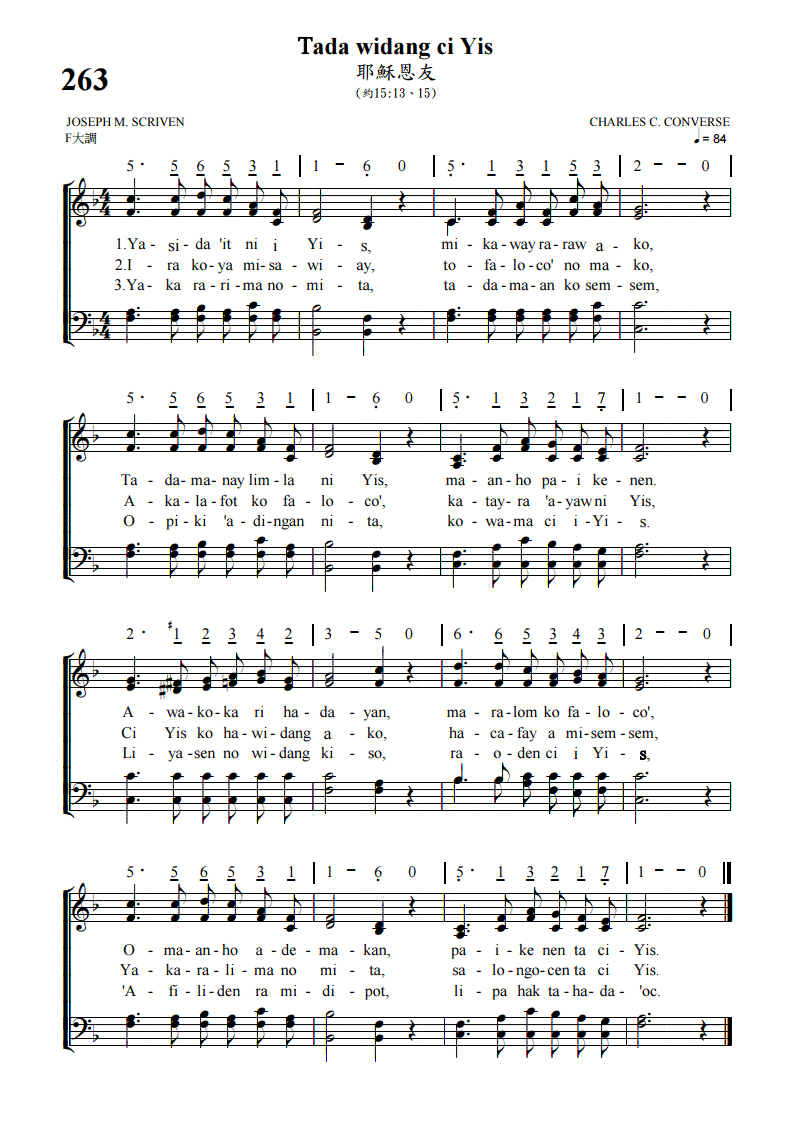 Tada widang ci Yis
263
耶穌恩友
(約15:13、15)
JOSEPH M. SCRIVEN
CHARLES C. CONVERSE
F大調
♩= 84
5· 5 6 5 3 1 | 1 – 6 0 | 5· 1 3 1 5 3 | 2 – – 0 |
1.Ya - si - da 'it ni i Yi - s, mi - ka - way ra - raw a - ko,
2.I - ra ko - ya mi - sa - wi - ay, to - fa - lo - co' no ma - ko,
3.Ya - ka ra - ri - ma no - mi - ta, ta - da - ma - an ko sem - sem,
5· 5 6 5 3 1 | 1 – 6 0 | 5· 1 3 2 1 7 | 1 – – 0 |
Ta - da - ma - nay lim - la ni Yis, ma - an - ho pa - i ke - nen.
A - ka - la - fot ko fa - lo - co', ka - tay - ra 'a - yaw ni Yis,
O - pi - ki 'a - di - ngan ni - ta, ko - wa - ma ci i - Yi - s.
2· #1 2 3 4 2 | 3 – 5 0 | 6· 6 5 3 4 3 | 2 – – 0 |
A - wa - ko - ka ri ha - da - yan, ma - ra - lom ko fa - lo - co',
Ci Yis ko ha - wi - dang a - ko, ha - ca - fay a mi - sem - sem,
Li - ya - sen no wi - dang ki - so, ra - o - den ci i Yi - s,
5· 5 6 5 3 1 | 1 – 6 0 | 5· 1 3 2 1 7 | 1 – – 0
O - ma - an - ho a - de - ma - kan, pa - i - ke nen ta ci - Yis.
Ya - ka - ra - li - ma no mi - ta, sa - lo - ngo - cen ta ci Yis.
'A - fi - li - den ra mi - di - pot, li - pa hak ta - ha - da - 'oc.